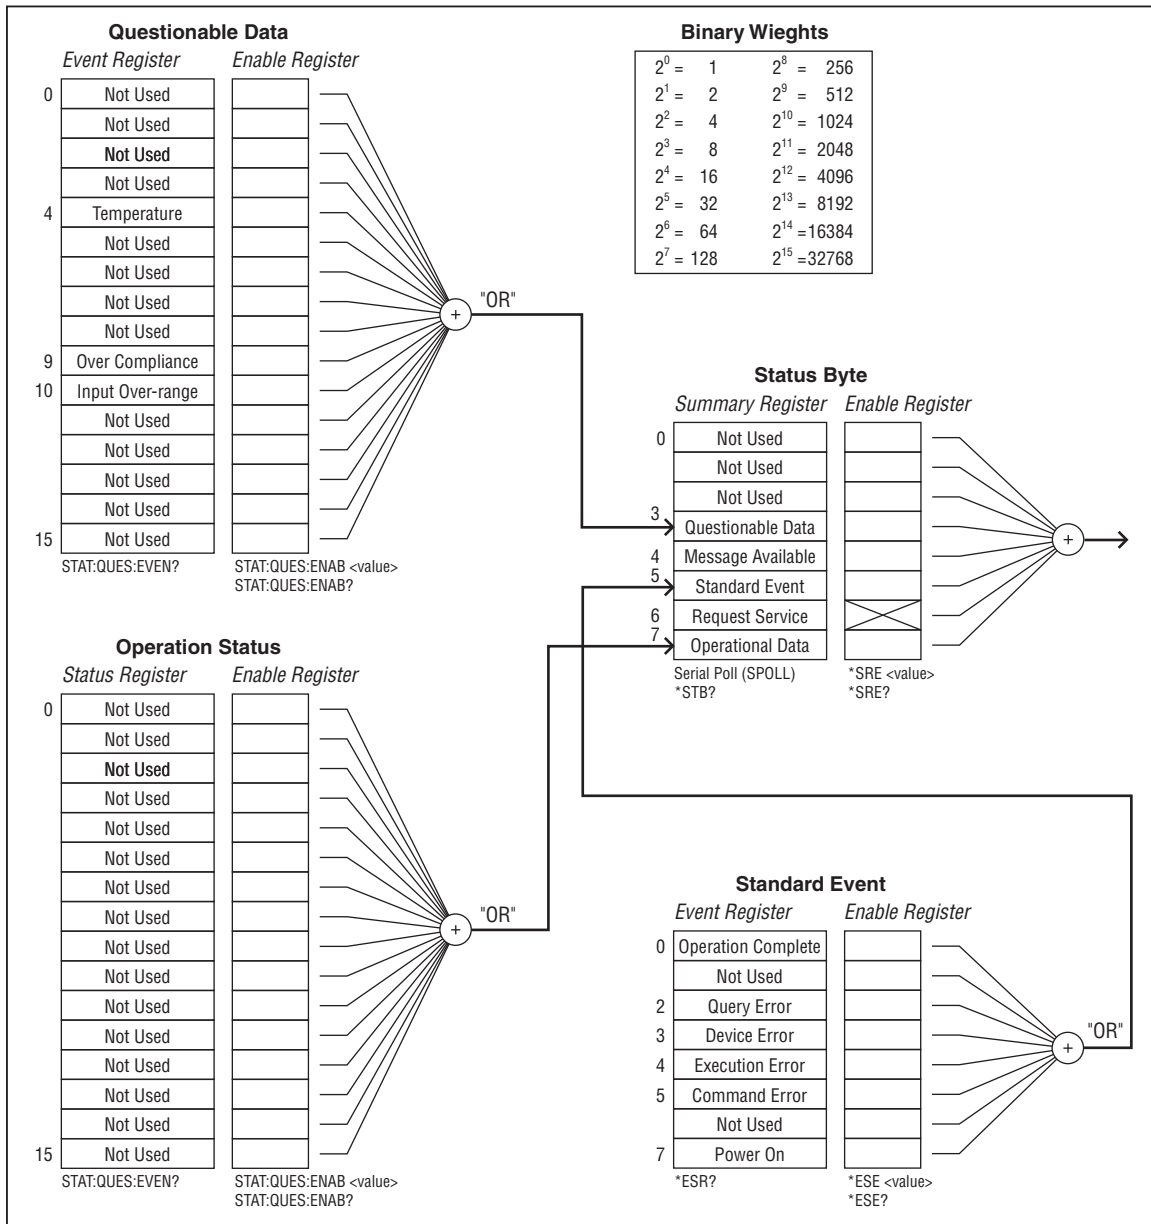 Questionable Data
Event Register Enable Register
0 Not Used
Not Used
Not Used
Not Used
4 Temperature
Not Used
Not Used
Not Used
Not Used
9 Over Compliance
10 Input Over-range
Not Used
Not Used
Not Used
Not Used
15 Not Used
STAT:QUES:EVEN? STAT:QUES:ENAB <value>
STAT:QUES:ENAB?
+
"OR"
Binary Wieghts
2^0 = 1 2^8 = 256
2^1 = 2 2^9 = 512
2^2 = 4 2^10 = 1024
2^3 = 8 2^11 = 2048
2^4 = 16 2^12 = 4096
2^5 = 32 2^13 = 8192
2^6 = 64 2^14 =16384
2^7 = 128 2^15 =32768
Status Byte
Summary Register Enable Register
0 Not Used
Not Used
Not Used
3 Questionable Data
4 Message Available
5 Standard Event
6 Request Service
7 Operational Data
Serial Poll (SPOLL) *SRE <value>
*STB? *SRE?
+
Operation Status
Status Register Enable Register
0 Not Used
Not Used
Not Used
Not Used
Not Used
Not Used
Not Used
Not Used
Not Used
Not Used
Not Used
Not Used
Not Used
Not Used
Not Used
15 Not Used
STAT:QUES:EVEN? STAT:QUES:ENAB <value>
STAT:QUES:ENAB?
+
"OR"
Standard Event
Event Register Enable Register
0 Operation Complete
Not Used
2 Query Error
3 Device Error
4 Execution Error
5 Command Error
Not Used
7 Power On
*ESR? *ESE <value>
*ESE?
+
"OR"